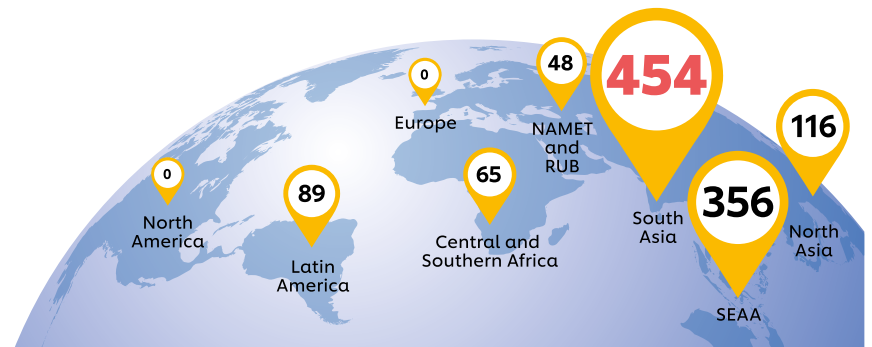 0
North
America
89
Latin
America
0
Europe
65
Central and
Southern Africa
48
NAMET
and
RUB
454
South
Asia
356
SEAA
116
North
Asia